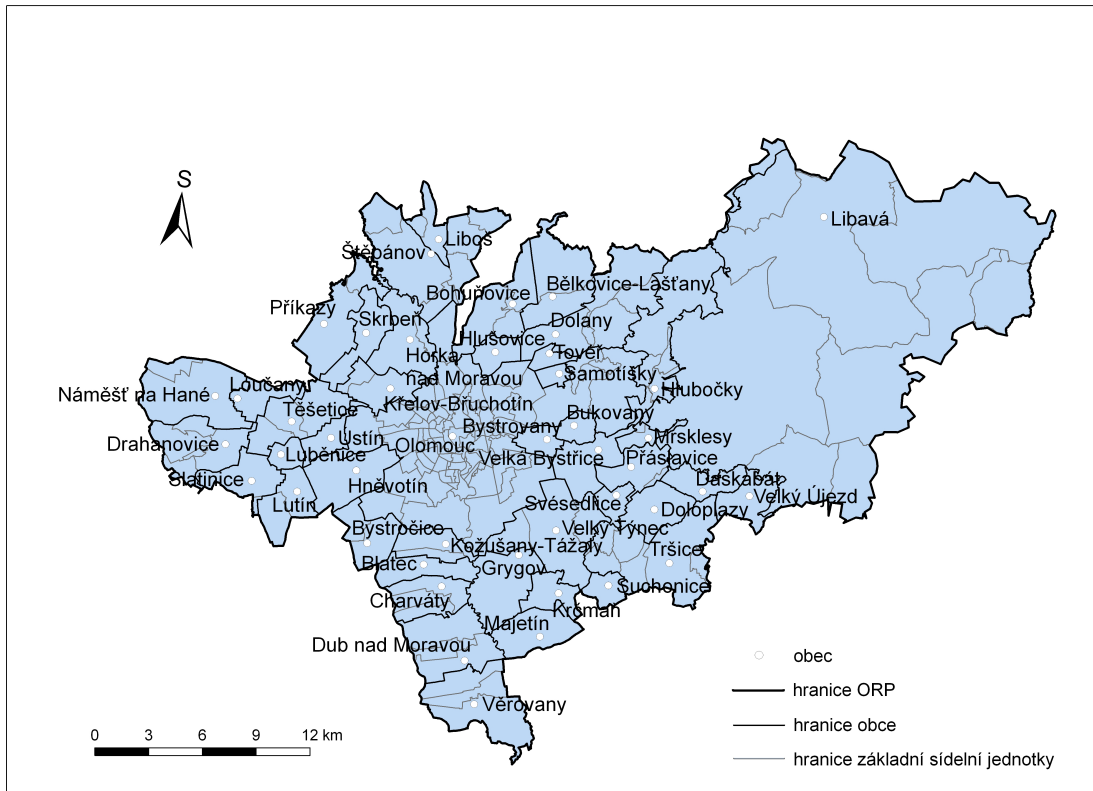 S
Libavá
Liboš
Štěpánov
Bělkovice-Lašťany
Bohuňovice
Příkazy
Skrbeň
Dolany
Hlušovice
Horka
nad Moravou
Tovéř
Samotíšky
Hlubočky
Loučany
Náměšť na Hané
Těšetice
Křelov-Bruchotín
Bukovany
Bystrovany
Ústín
Olomouc
Mrsklesy
Drahanovice
Luběnice
Velká Bystřice
Přáslavice
Slatinice
Hněvotín
Daskabát
Velký Újezd
Lutín
Svésedlice
Doloplazy
Bystročice
Velký Týnec
Kožušany-Tážaly
Tršice
Blatec
Grygov
Suchonice
Charváty
Krčmaň
Majetín
Dub nad Moravou
Věrovany
obec
hranice ORP
hranice obce
hranice základní sídelní jednotky
0 3 6 9 12 km